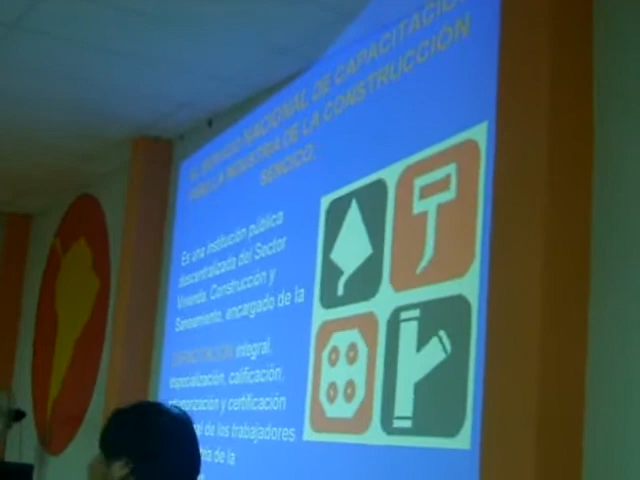 EL SERVICIO NACIONAL DE CAPACITACIÓN
PARA LA INDUSTRIA DE LA CONSTRUCCIÓN
SENCICO.
Es una institución pública
descentralizada del Sector
Vivienda, Construcción y
Saneamiento, encargado de la
CAPACITACIÓN integral,
especialización, calificación,
y certificación
de los trabajadores
de la